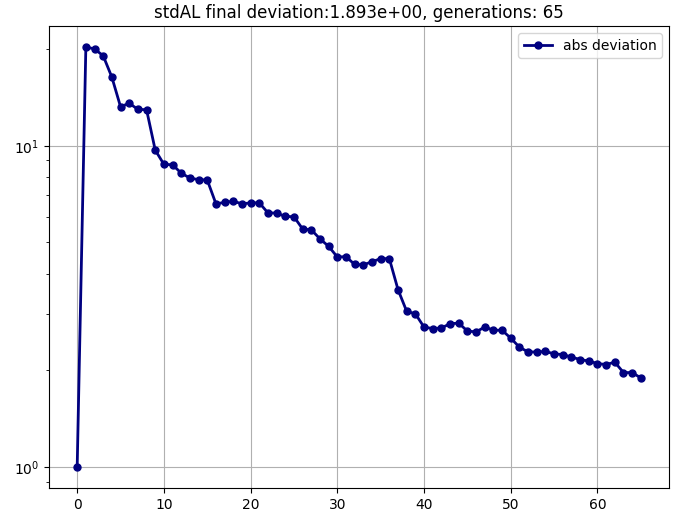 stdAL final deviation:1.893e+00, generations: 65
abs deviation
10¹
10⁰
0 10 20 30 40 50 60